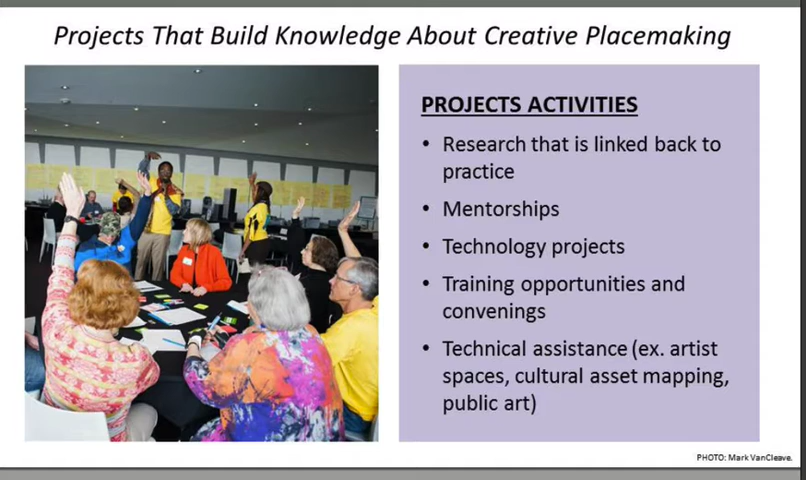 Projects That Build Knowledge About Creative Placemaking
PROJECTS ACTIVITIES
• Research that is linked back to
practice
• Mentorships
• Technology projects
• Training opportunities and
convenings
• Technical assistance (ex. artist
spaces, cultural asset mapping,
public art)
PHOTO: Mark VanCleave.